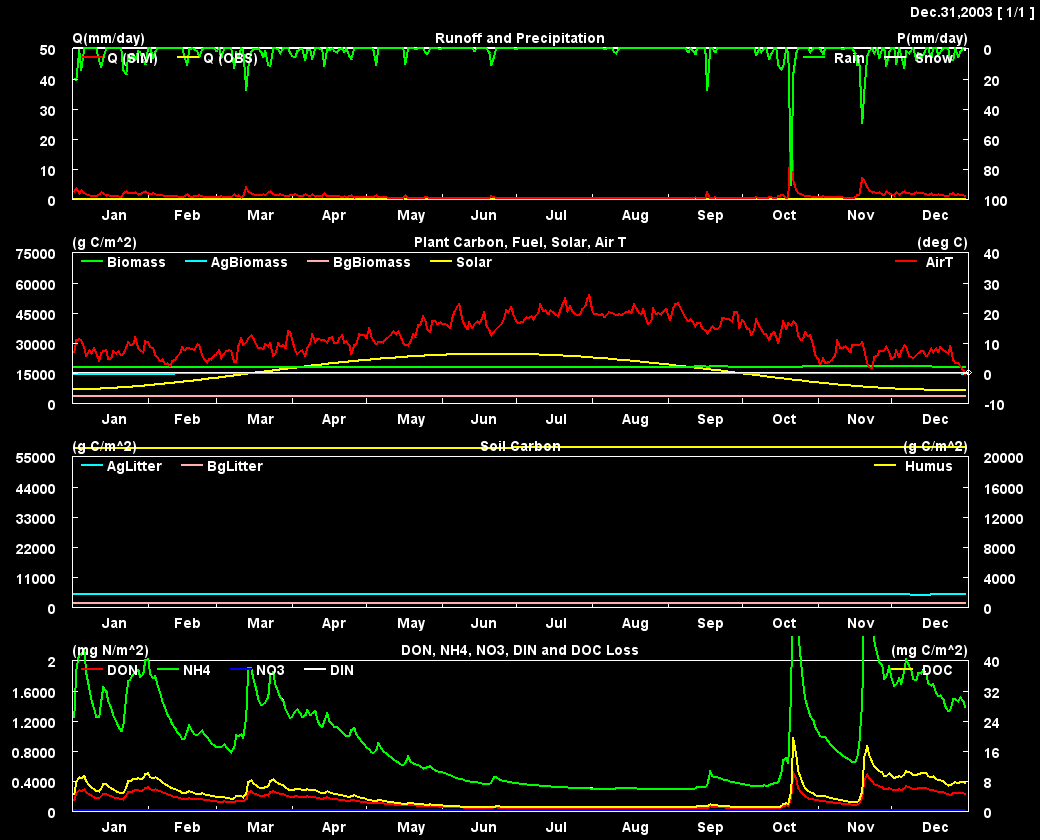 Dec.31,2003 [ 1/1 ]
Q(mm/day) Runoff and Precipitation P(mm/day)
50 0
Q (SIM) Q (OBS) Rain Snow
40 20
30 40
20 60
10 80
0 100
Jan Feb Mar Apr May Jun Jul Aug Sep Oct Nov Dec
(g C/m^2) Plant Carbon, Fuel, Solar, Air T (deg C)
75000 40
Biomass AgBiomass BgBiomass Solar AirT
60000 30
45000 20
30000 10
15000 0
0 -10
Jan Feb Mar Apr May Jun Jul Aug Sep Oct Nov Dec
(g C/m^2) Soil Carbon (g C/m^2)
55000 20000
AgLitter BgLitter Humus
44000 16000
33000 12000
22000 8000
11000 4000
0 0
Jan Feb Mar Apr May Jun Jul Aug Sep Oct Nov Dec
(mg N/m^2) DON, NH4, NO3, DIN and DOC Loss (mg C/m^2)
2 40
DON NH4 NO3 DIN DOC
1.6000 32
1.2000 24
0.8000 16
0.4000 8
0 0
Jan Feb Mar Apr May Jun Jul Aug Sep Oct Nov Dec